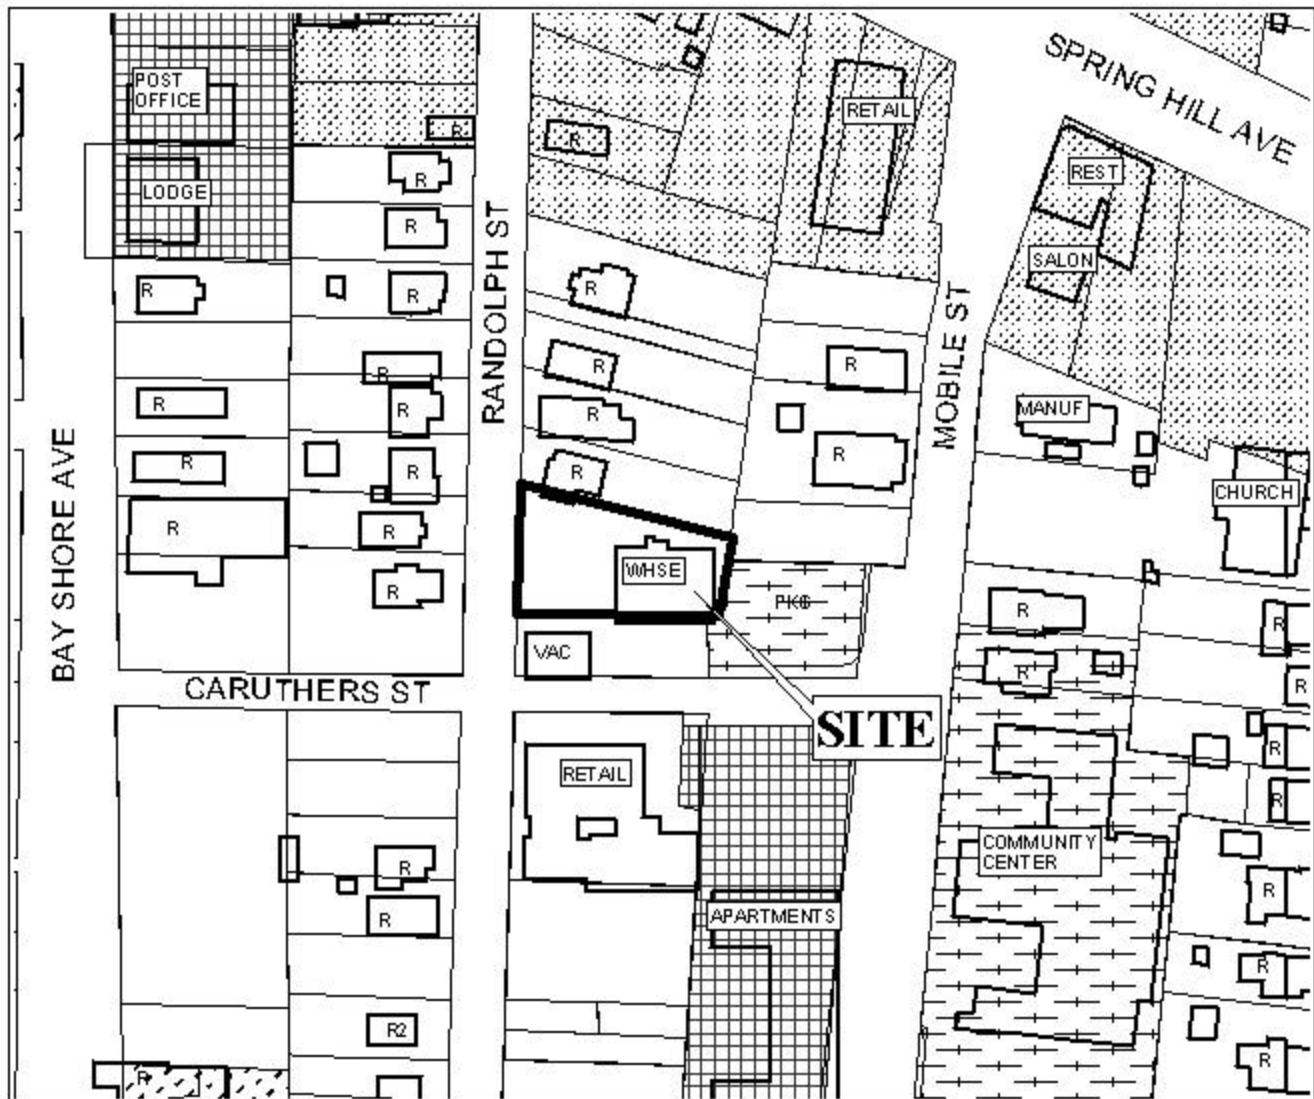 POST
OFFICE
R
RETAIL
SPRING HILL AVE
R
LODGE
R
REST
R
RANDOLPH ST
SALON
R
R
R
MOBILE ST
R
R
R
R
R
R
MANUF
R
R
R
R
R
CHURCH
BAY SHORE AVE
R
R
WHSE
R
PKG
R
R
VAC
R
R
CARUTHERS ST
SITE
R
RETAIL
R
COMMUNITY
CENTER
R
R
R
APARTMENTS
R
R2
R
R